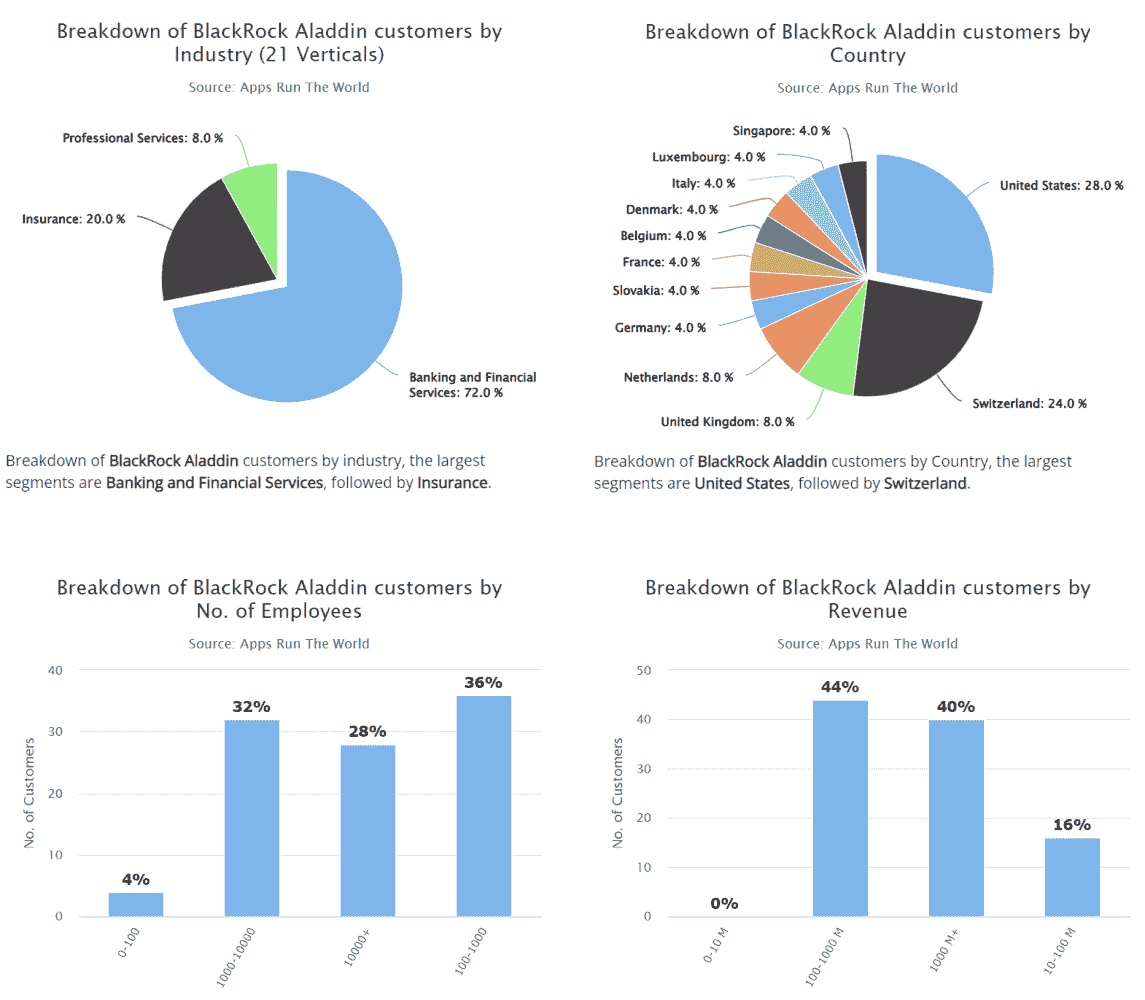 Breakdown of BlackRock Aladdin customers by
Industry (21 Verticals)
Source: Apps Run The World
Professional Services: 8.0 %
Insurance: 20.0 %
Banking and Financial
Services: 72.0 %
Breakdown of BlackRock Aladdin customers by industry, the largest
segments are Banking and Financial Services, followed by Insurance.
Breakdown of BlackRock Aladdin customers by
Country
Source: Apps Run The World
Singapore: 4.0 %
Luxembourg: 4.0 %
Italy: 4.0 %
Denmark: 4.0 %
Belgium: 4.0 %
France: 4.0 %
Slovakia: 4.0 %
Germany: 4.0 %
Netherlands: 8.0 %
United Kingdom: 8.0 %
United States: 28.0 %
Switzerland: 24.0 %
Breakdown of BlackRock Aladdin customers by Country, the largest
segments are United States, followed by Switzerland.
Breakdown of BlackRock Aladdin customers by
No. of Employees
Source: Apps Run The World
No. of Customers
40
30
20
10
0
4%
32%
28%
36%
0-100
1000-10000
10000+
100-1000
Breakdown of BlackRock Aladdin customers by
Revenue
Source: Apps Run The World
No. of Customers
50
40
30
20
10
0
0%
44%
40%
16%
0-10 M
100-1000 M
1000 M+
10-100 M